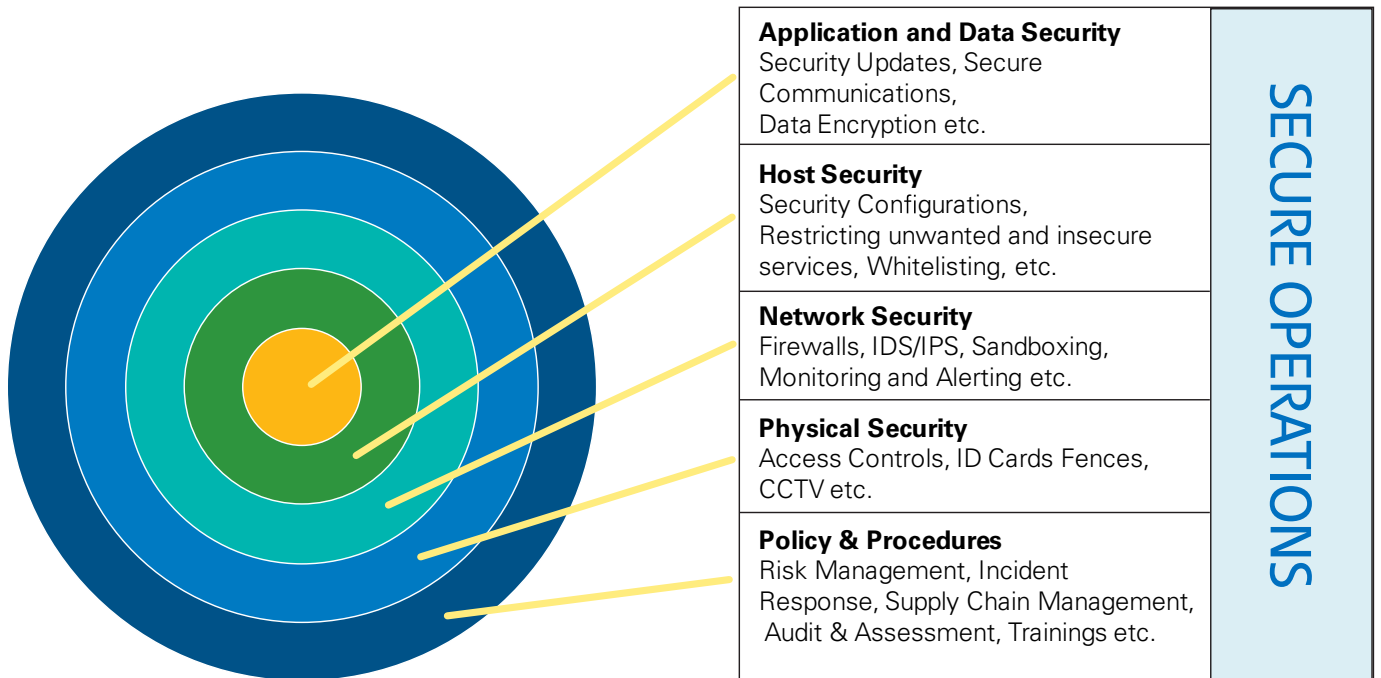 Application and Data Security
Security Updates, Secure
Communications,
Data Encryption etc.
Host Security
Security Configurations,
Restricting unwanted and insecure
services, Whitelisting, etc.
Network Security
Firewalls, IDS/IPS, Sandboxing,
Monitoring and Alerting etc.
Physical Security
Access Controls, ID Cards Fences,
CCTV etc.
Policy & Procedures
Risk Management, Incident
Response, Supply Chain Management,
Audit & Assessment, Trainings etc.
SECURE OPERATIONS